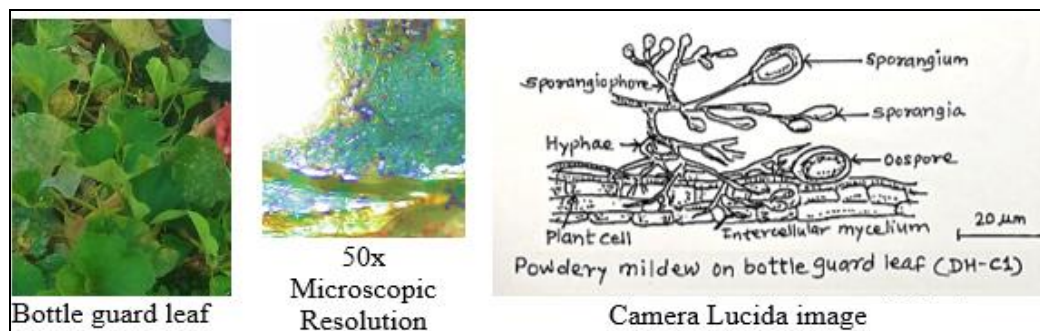 Sporangiophore
Sporangium
Sporangia
Hyphae
Oospore
Plant cell
Intercellular mycelium
20 µm
Powdery mildew on bottle guard leaf (DH-C1)
Bottle guard leaf
50x
Microscopic
Resolution
Camera Lucida image